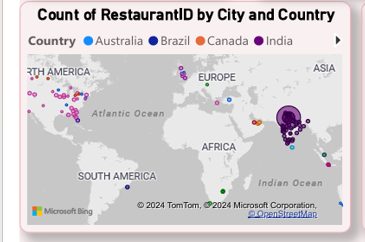 Count of RestaurantID by City and Country
Country Australia Brazil Canada India
RTH AMERICA
EUROPE
ASIA
Atlantic Ocean
AFRICA
SOUTH AMERICA
Indian Ocean
Microsoft Bing
© 2024 TomTom, © 2024 Microsoft Corporation,
© OpenStreetMap